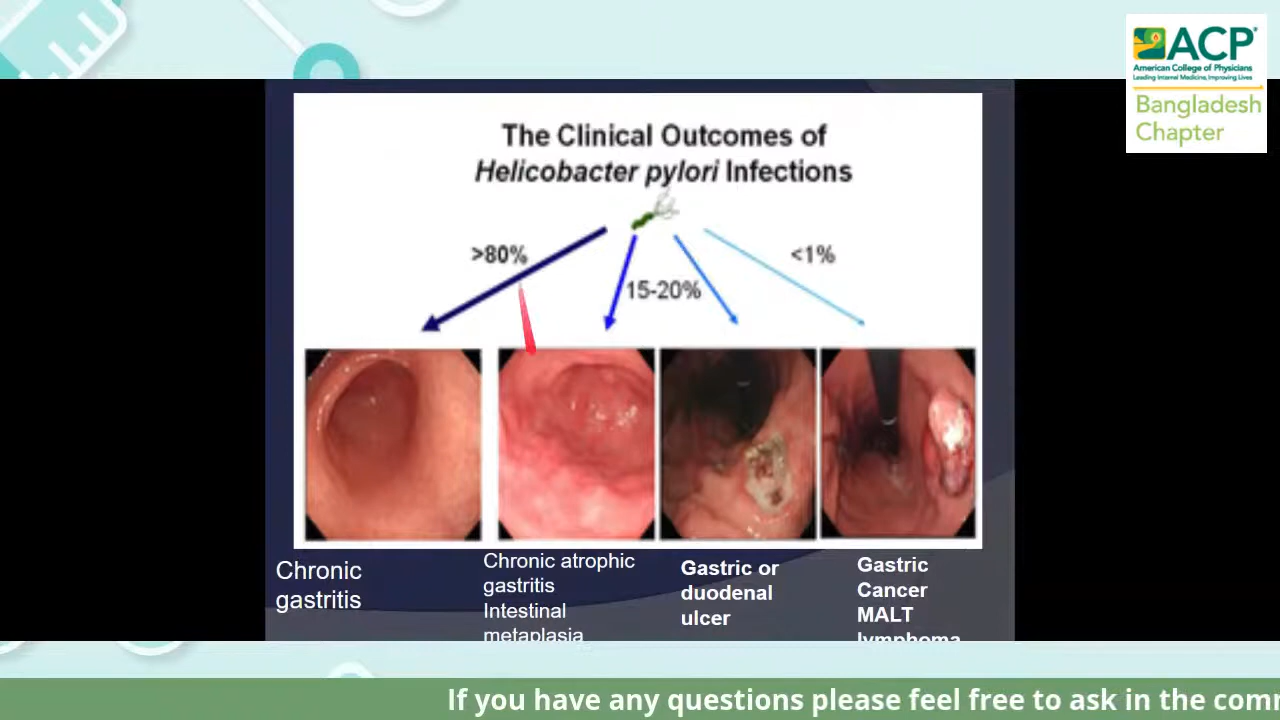 ACP
American College of Physicians
Leading Internal Medicine, Improving Lives
Bangladesh
Chapter
The Clinical Outcomes of
Helicobacter pylori Infections
>80%
15-20%
<1%
Chronic
gastritis
Chronic atrophic
gastritis
Intestinal
metaplasia
Gastric or
duodenal
ulcer
Gastric
Cancer
MALT
lymphoma
If you have any questions please feel free to ask in the com